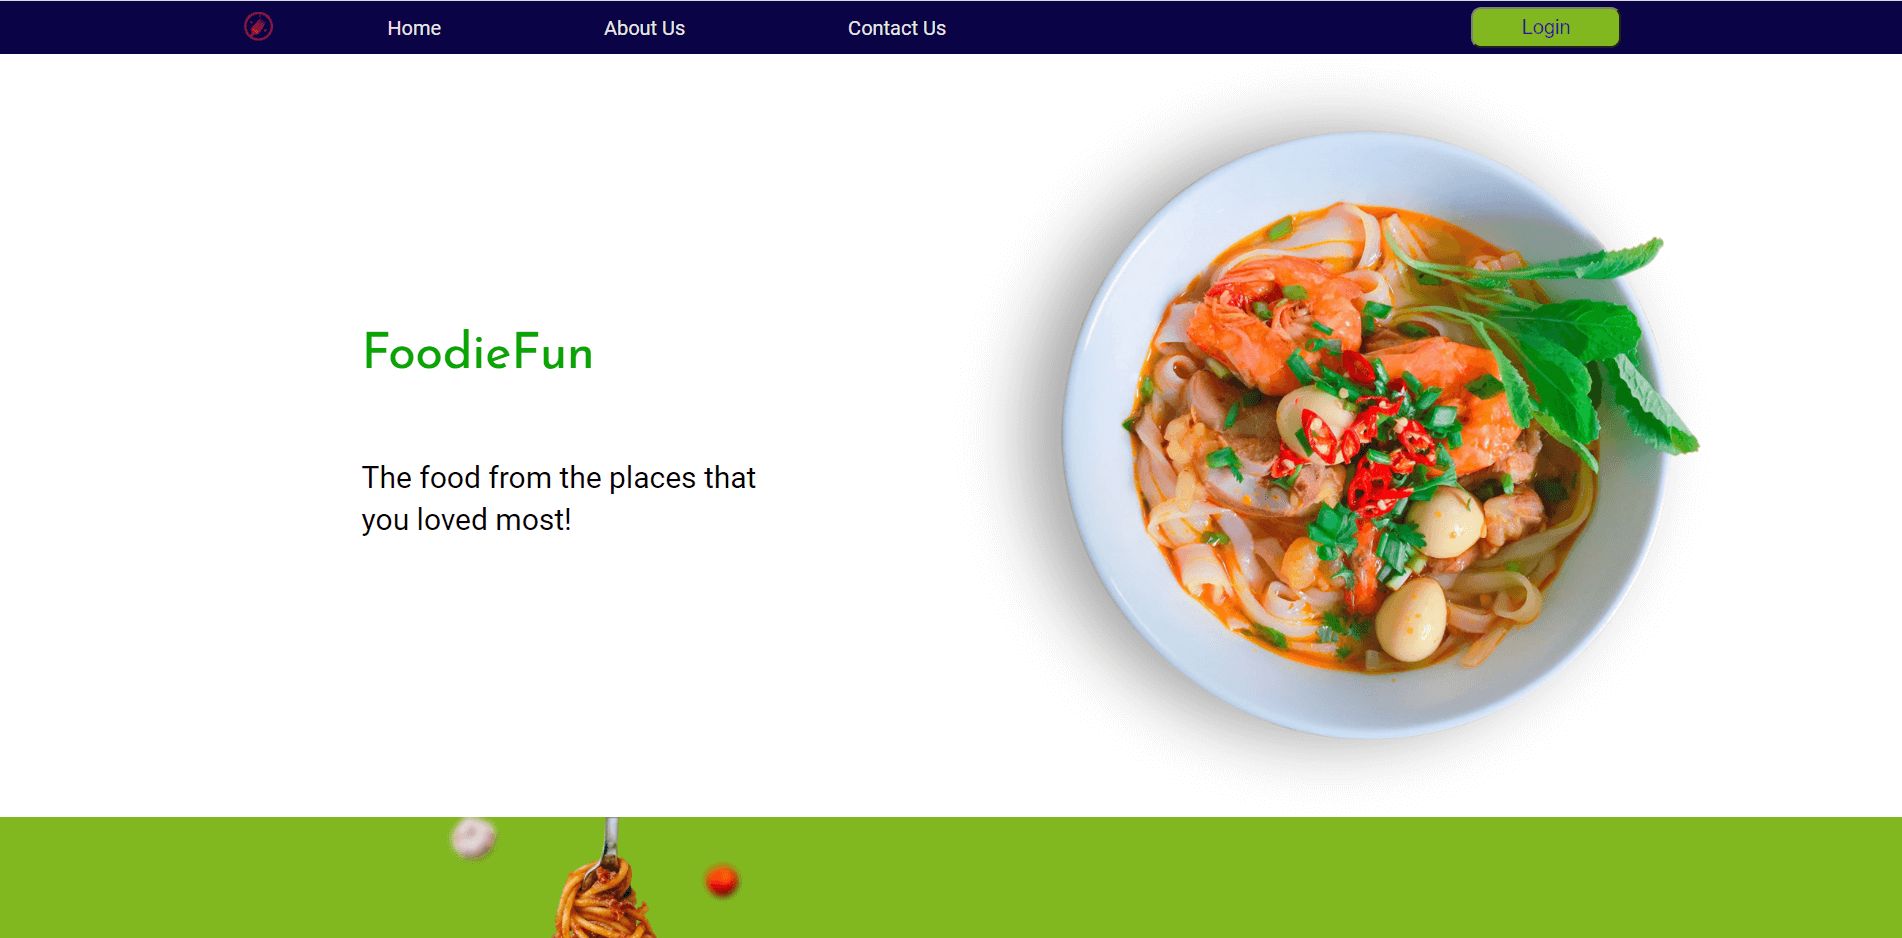 Home
About Us
Contact Us
Login
FoodieFun
The food from the places that
you loved most!